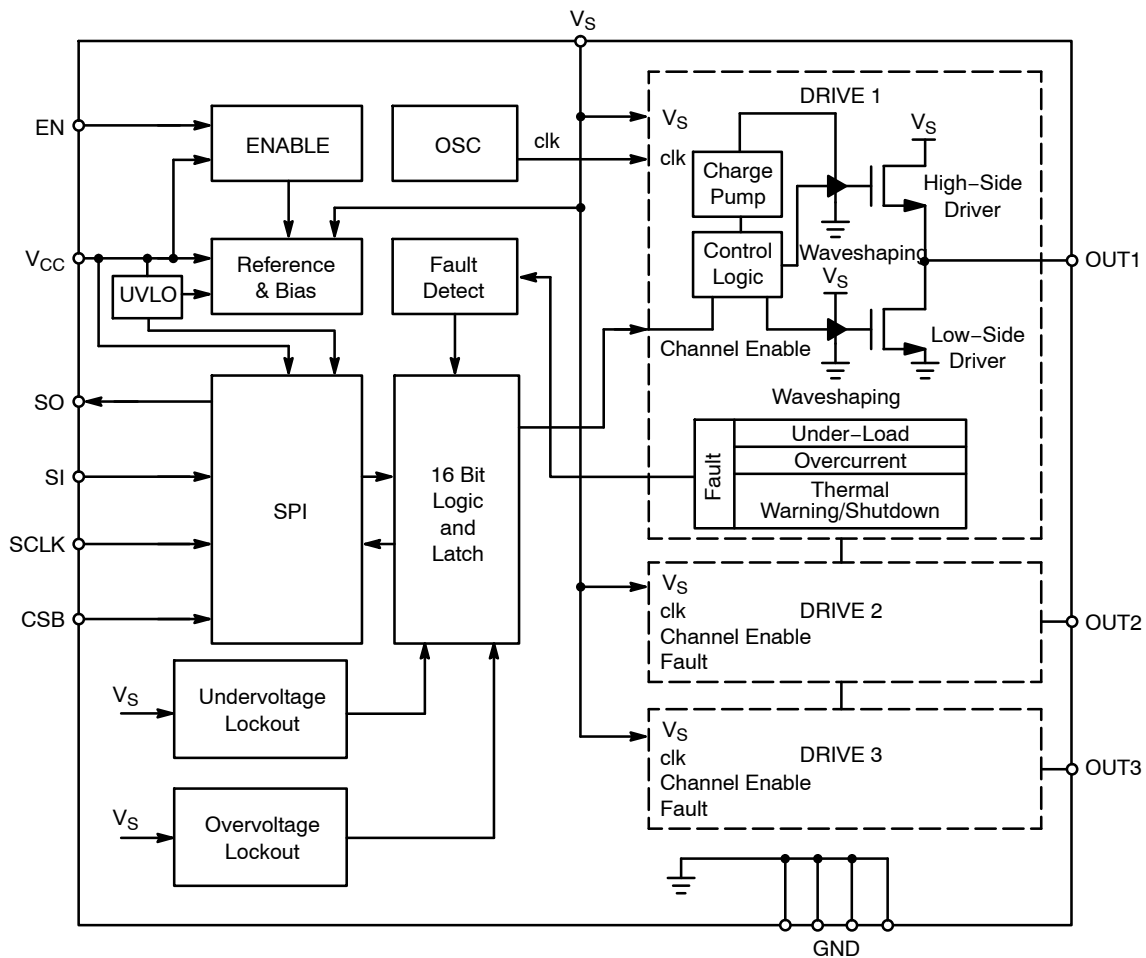 VS
DRIVE 1
EN
ENABLE
OSC
clk
VS
clk
Charge
Pump
VS
High−Side
Driver
VCC
UVLO
Reference
& Bias
Fault
Detect
Control
Logic
Waveshaping
VS
OUT1
Channel Enable
Low−Side
Driver
Waveshaping
SO
SI
SCLK
CSB
SPI
16 Bit
Logic
and
Latch
Fault
Under−Load
Overcurrent
Thermal
Warning/Shutdown
VS
clk
Channel Enable
Fault
DRIVE 2
OUT2
VS
Undervoltage
Lockout
VS
clk
Channel Enable
Fault
DRIVE 3
OUT3
VS
Overvoltage
Lockout
GND